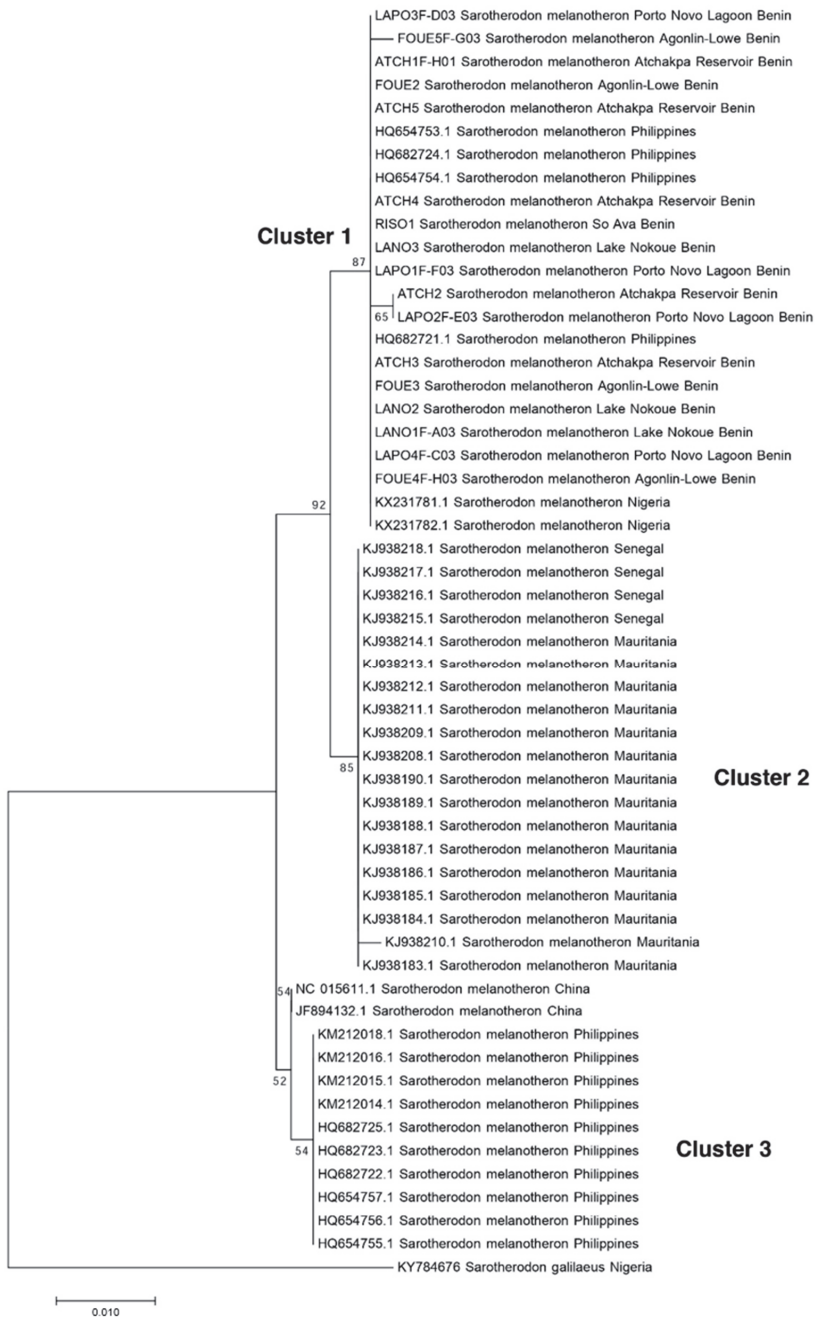 LAPO3F-D03 Sarotherodon melanotheron Porto Novo Lagoon Benin
FOUE5F-G03 Sarotherodon melanotheron Agonlin-Lowe Benin
ATCH1F-H01 Sarotherodon melanotheron Atchakpa Reservoir Benin
FOUE2 Sarotherodon melanotheron Agonlin-Lowe Benin
ATCH5 Sarotherodon melanotheron Atchakpa Reservoir Benin
HQ654753.1 Sarotherodon melanotheron Philippines
HQ682724.1 Sarotherodon melanotheron Philippines
HQ654754.1 Sarotherodon melanotheron Philippines
ATCH4 Sarotherodon melanotheron Atchakpa Reservoir Benin
RISO1 Sarotherodon melanotheron So Ava Benin
Cluster 1
LANO3 Sarotherodon melanotheron Lake Nokoue Benin
87
LAPO1F-F03 Sarotherodon melanotheron Porto Novo Lagoon Benin
ATCH2 Sarotherodon melanotheron Atchakpa Reservoir Benin
65
LAPO2F-E03 Sarotherodon melanotheron Porto Novo Lagoon Benin
HQ682721.1 Sarotherodon melanotheron Philippines
ATCH3 Sarotherodon melanotheron Atchakpa Reservoir Benin
FOUE3 Sarotherodon melanotheron Agonlin-Lowe Benin
LANO2 Sarotherodon melanotheron Lake Nokoue Benin
LANO1F-A03 Sarotherodon melanotheron Lake Nokoue Benin
LAPO4F-C03 Sarotherodon melanotheron Porto Novo Lagoon Benin
FOUE4F-H03 Sarotherodon melanotheron Agonlin-Lowe Benin
92
KX231781.1 Sarotherodon melanotheron Nigeria
KX231782.1 Sarotherodon melanotheron Nigeria
KJ938218.1 Sarotherodon melanotheron Senegal
KJ938217.1 Sarotherodon melanotheron Senegal
KJ938216.1 Sarotherodon melanotheron Senegal
KJ938215.1 Sarotherodon melanotheron Senegal
KJ938214.1 Sarotherodon melanotheron Mauritania
KJ938213.1 Sarotherodon melanotheron Mauritania
KJ938212.1 Sarotherodon melanotheron Mauritania
KJ938211.1 Sarotherodon melanotheron Mauritania
KJ938209.1 Sarotherodon melanotheron Mauritania
KJ938208.1 Sarotherodon melanotheron Mauritania
85
KJ938190.1 Sarotherodon melanotheron Mauritania
Cluster 2
KJ938189.1 Sarotherodon melanotheron Mauritania
KJ938188.1 Sarotherodon melanotheron Mauritania
KJ938187.1 Sarotherodon melanotheron Mauritania
KJ938186.1 Sarotherodon melanotheron Mauritania
KJ938185.1 Sarotherodon melanotheron Mauritania
KJ938184.1 Sarotherodon melanotheron Mauritania
KJ938210.1 Sarotherodon melanotheron Mauritania
KJ938183.1 Sarotherodon melanotheron Mauritania
54
NC 015611.1 Sarotherodon melanotheron China
JF894132.1 Sarotherodon melanotheron China
KM212018.1 Sarotherodon melanotheron Philippines
KM212016.1 Sarotherodon melanotheron Philippines
52
KM212015.1 Sarotherodon melanotheron Philippines
KM212014.1 Sarotherodon melanotheron Philippines
HQ682725.1 Sarotherodon melanotheron Philippines
54
HQ682723.1 Sarotherodon melanotheron Philippines
Cluster 3
HQ682722.1 Sarotherodon melanotheron Philippines
HQ654757.1 Sarotherodon melanotheron Philippines
HQ654756.1 Sarotherodon melanotheron Philippines
HQ654755.1 Sarotherodon melanotheron Philippines
KY784676 Sarotherodon galilaeus Nigeria
0.010